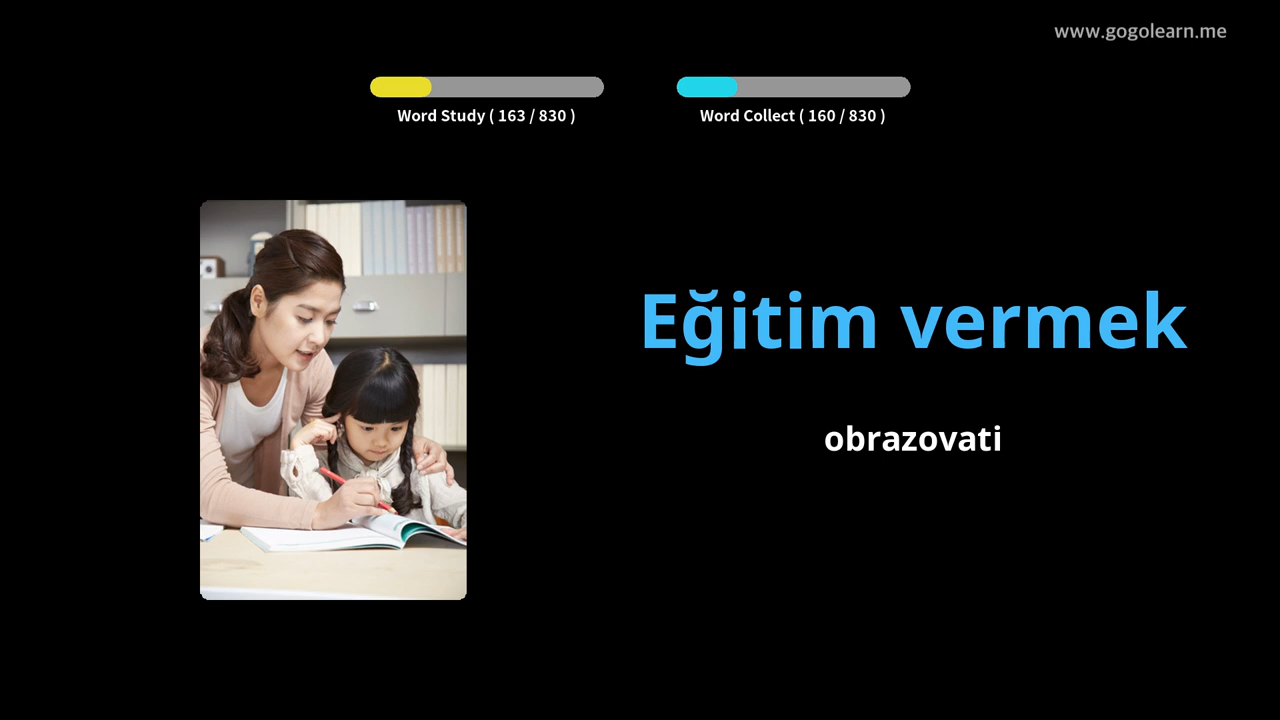 www.gogolearn.me
Word Study ( 163 / 830 )
Word Collect ( 160 / 830 )
Eğitim vermek
obrazovati